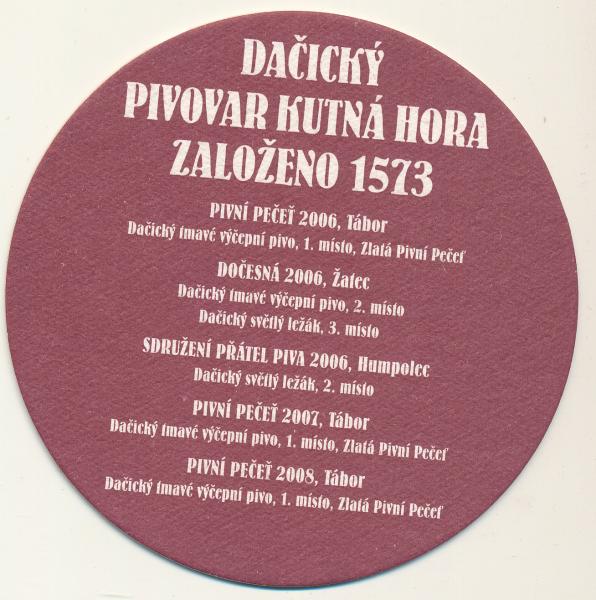 DAČICKÝ
PIVOVAR KUTNÁ HORA
ZALOŽENO 1573
PIVNÍ PEČEŤ 2006, Tábor
Dačický tmavé výčepní pivo, 1. místo, Zlatá Pivní Pečeť
DOČESNÁ 2006, Žatec
Dačický tmavé výčepní pivo, 2. místo
Dačický světlý ležák, 3. místo
SDRUŽENÍ PŘÁTEL PIVA 2006, Humpolec
Dačický světlý ležák, 2. místo
PIVNÍ PEČEŤ 2007, Tábor
Dačický tmavé výčepní pivo, 1. místo, Zlatá Pivní Pečeť
PIVNÍ PEČEŤ 2008, Tábor
Dačický tmavé výčepní pivo, 1. místo, Zlatá Pivní Pečeť